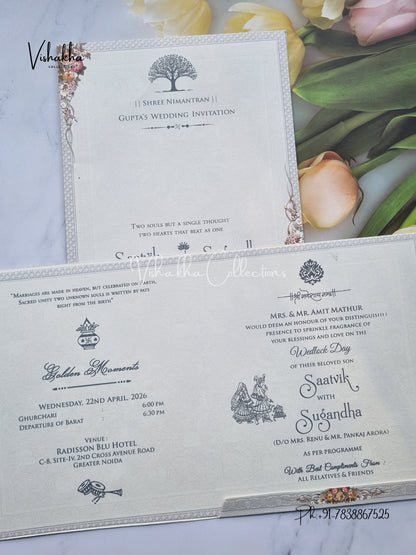 Vishakha
COLLECTIONS
|| Shree Nimantran ||
Gupta's Wedding Invitation
Two souls but a single thought
two hearts that beat as one
Saatvik Sugandha
Vishakha Collections
"Marriages are made in heaven, but celebrated on earth,
Sacred unity two unknown souls is written by fate
right from the birth"
Golden Moments
Wednesday, 22nd April, 2026
Ghurchari 6:00 PM
Departure of Barat 6:30 PM
Venue:
Radisson Blu Hotel
C-8, Site-IV, 2nd Cross Avenue Road
Greater Noida
Mrs. & Mr. Amit Mathur
Would deem an honour of your distinguis!!!)
presence to sprinkle fragrance of
your blessings and love on the
Wedlock Day
of their beloved son
Saatvik
with
Sugandha
(D/o Mrs. Renu & Mr. Pankaj Arora)
as per programme
With Best Compliments From :
All Relatives & Friends
Ph +91-7838867525